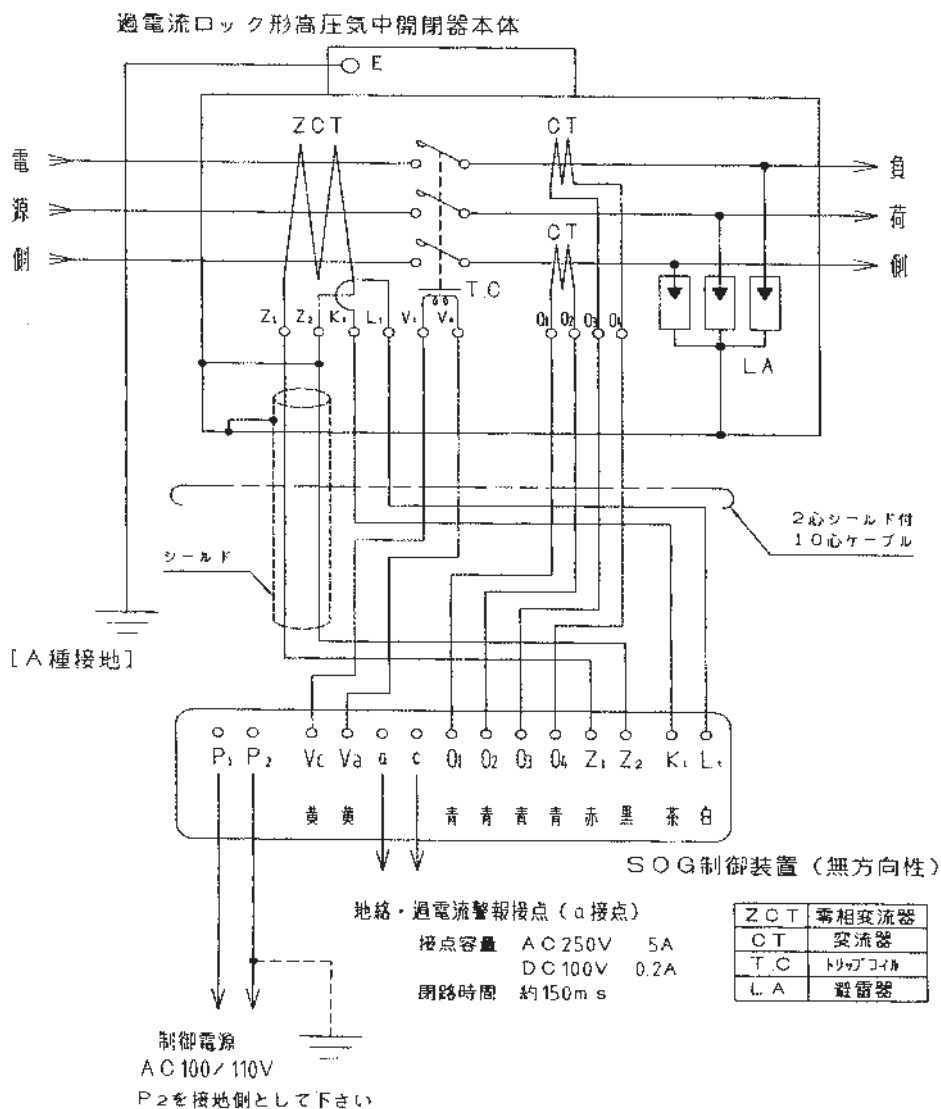 過電流ロック形高圧気中開閉器本体
E
ZCT
CT
電
源
側
負
荷
側
CT
T.C
Z₁ Z₂ K₁ L₁ V₀ Vₐ O₁ O₂ O₃ O₄
LA
シールド
2心シールド付
10心ケーブル
[A種接地]
P₁ P₂ Vc Va a c O₁ O₂ O₃ O₄ Z₁ Z₂ K₁ L₁
黄 黄 青 青 青 青 赤 黒 茶 白
SOG制御装置(無方向性)
地絡・過電流警報接点(a接点)
接点容量 AC250V 5A
DC100V 0.2A
閉路時間 約150ms
ZCT 零相変流器
CT 変流器
T.C トリップコイル
LA 避雷器
制御電源
AC100/110V
P2を接地側として下さい